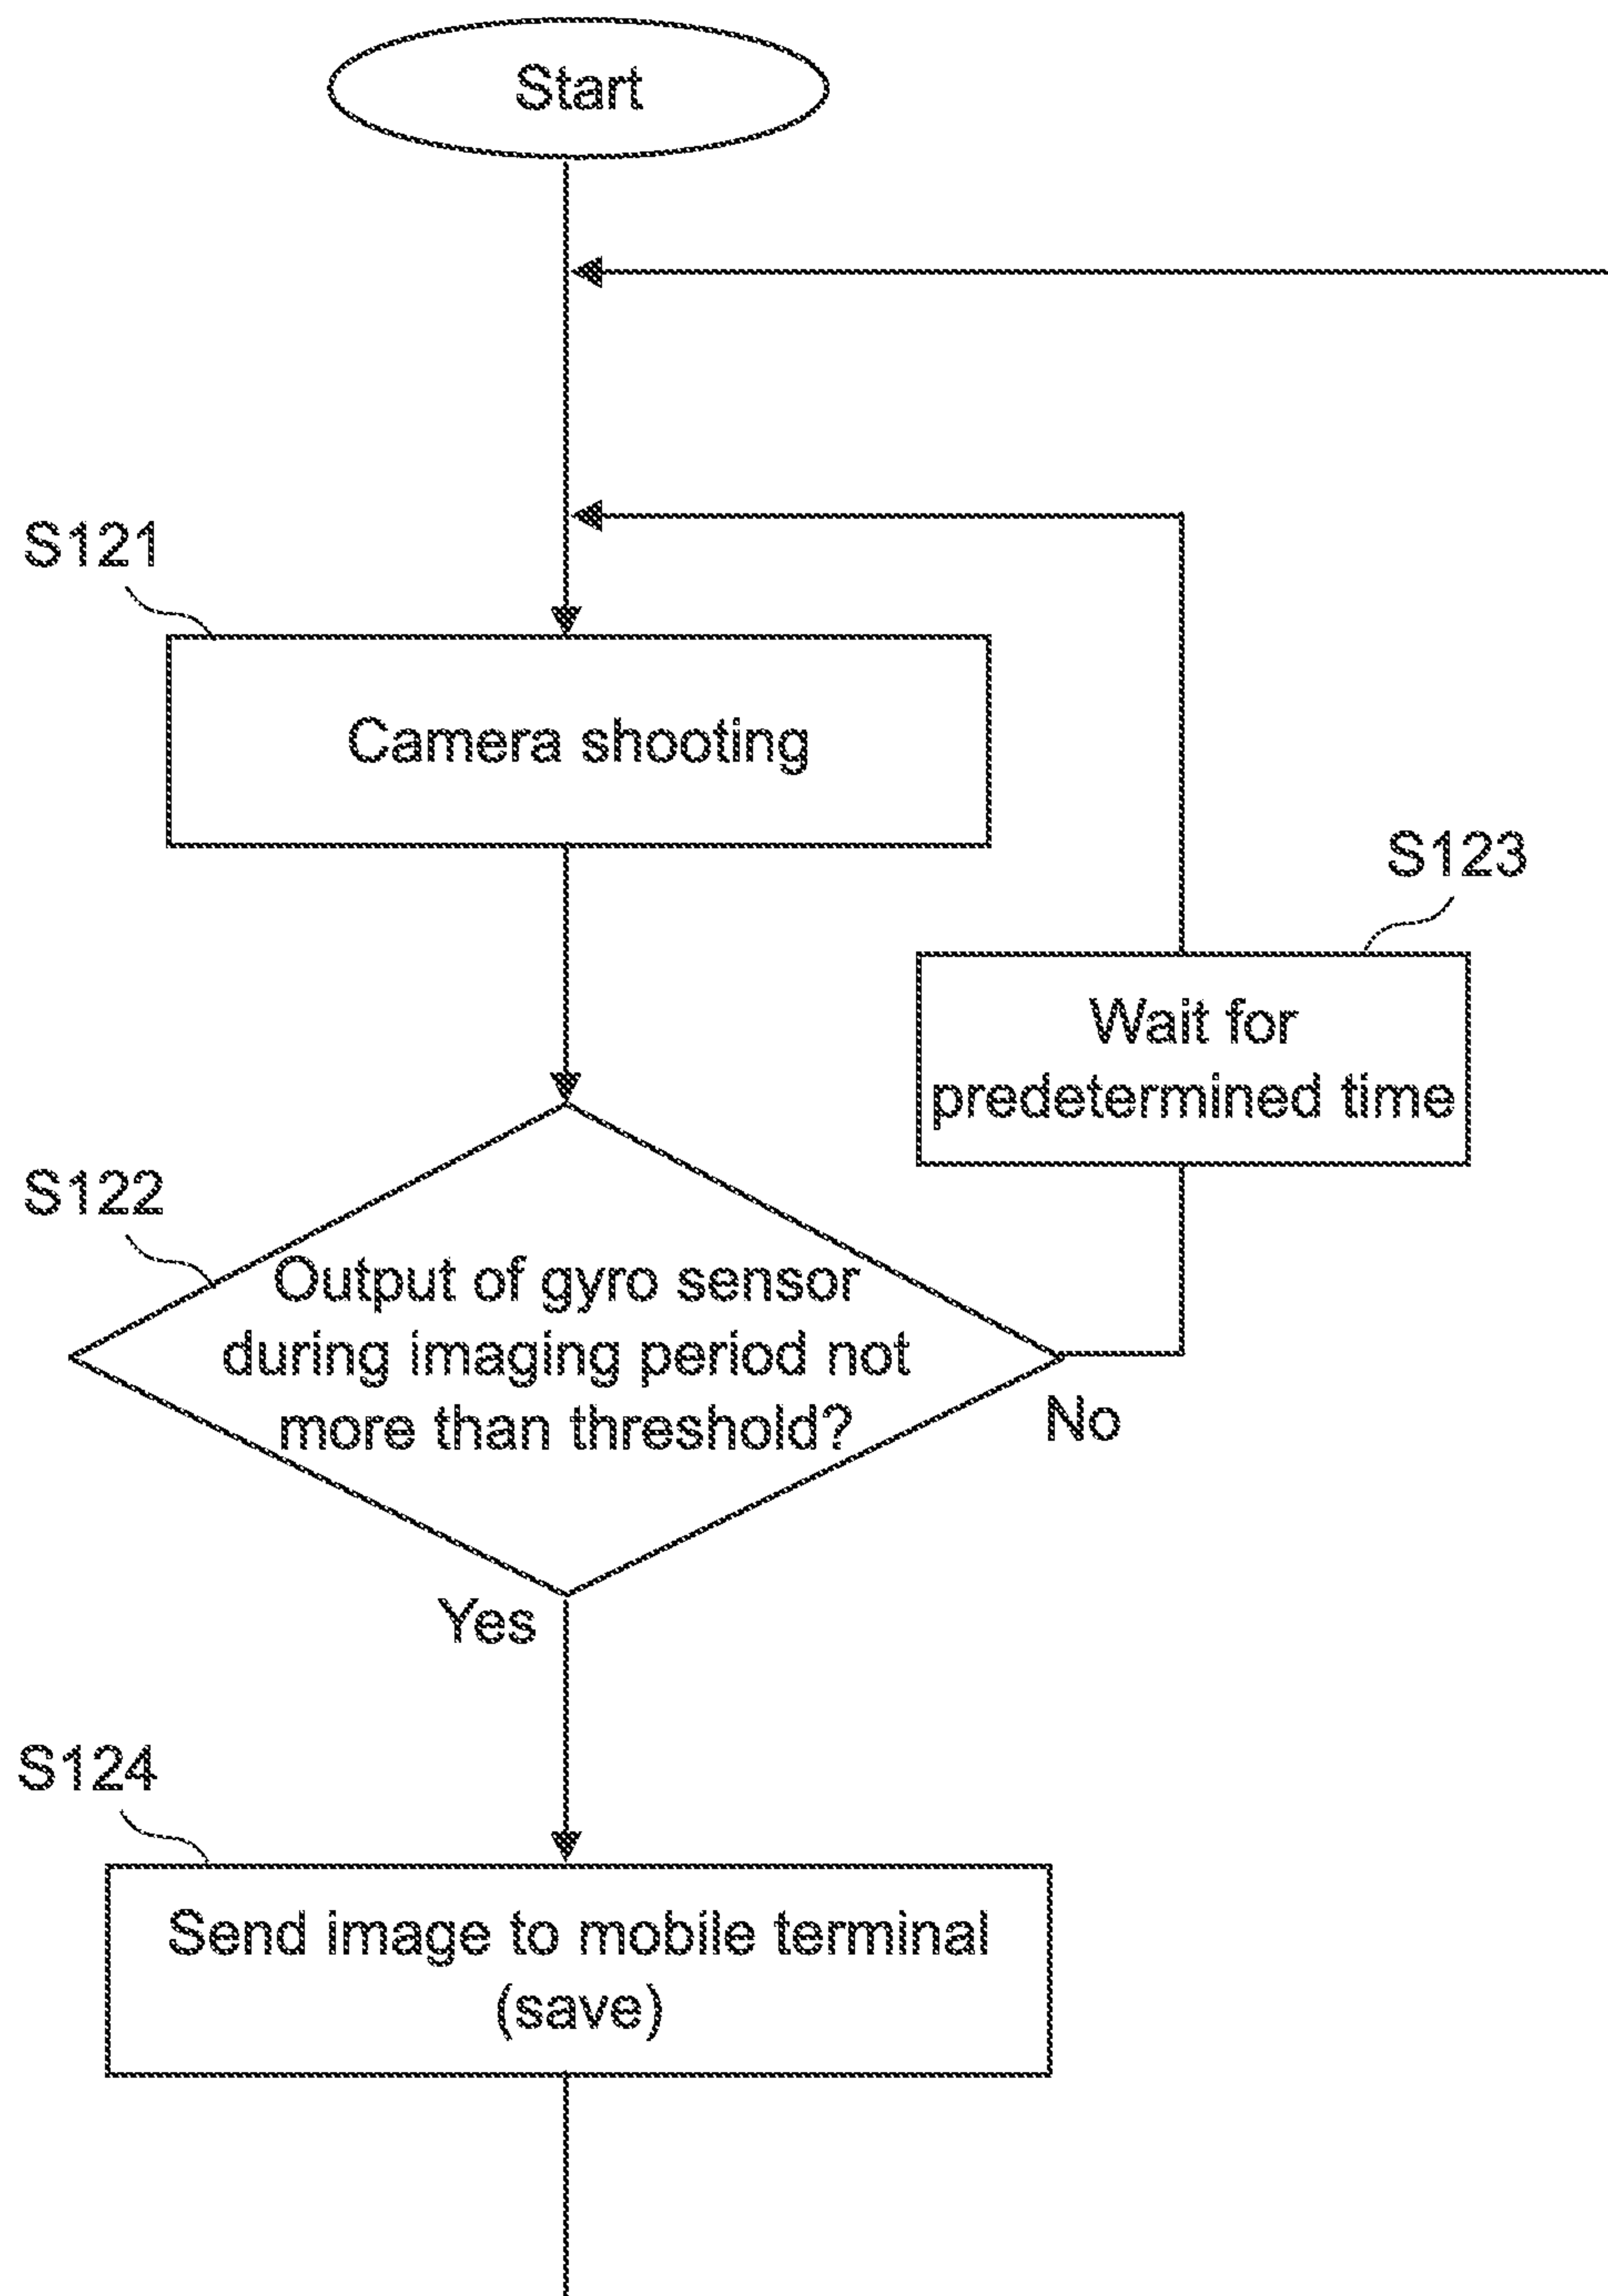 Start
S121
Camera shooting
S123
Wait for
predetermined time
S122
Output of gyro sensor
during imaging period not
more than threshold?
No
Yes
S124
Send image to mobile terminal
(save)